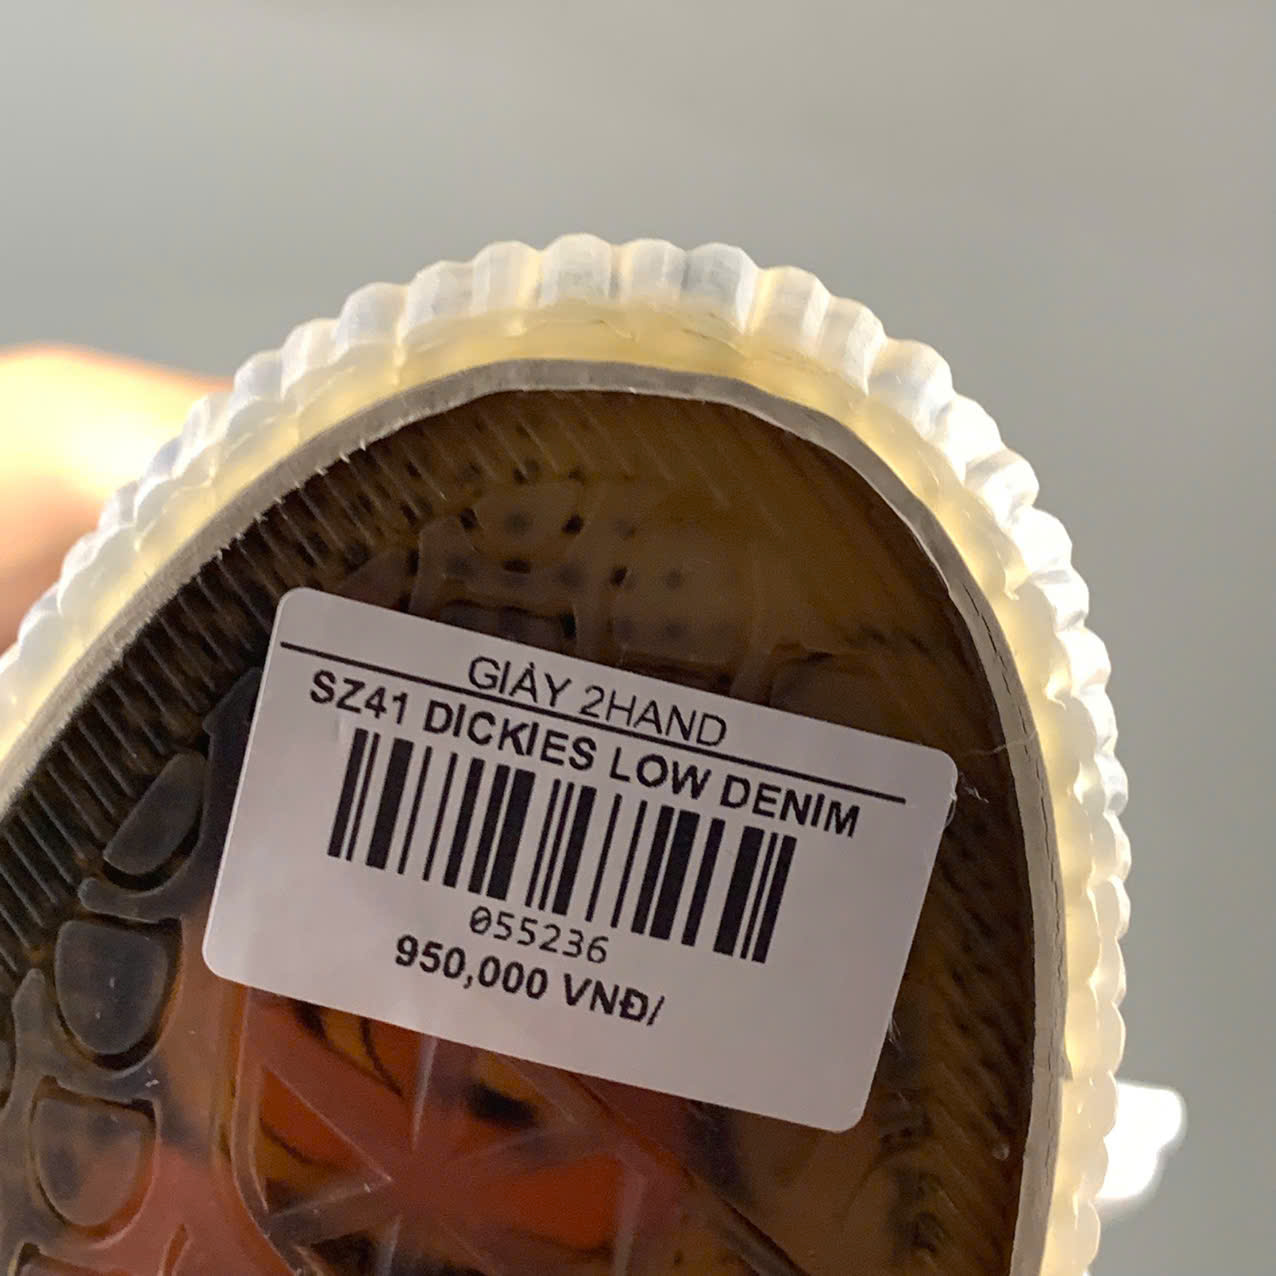 GIÀY 2HAND
SZ41 DICKIES LOW DENIM
055236
950,000 VNĐ/